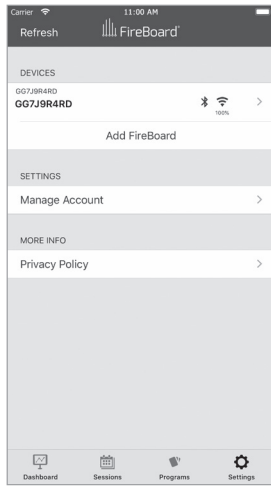 Carrier 11:00 AM
Refresh FireBoard
DEVICES
GG7J9R4RD
GG7J9R4RD
100%
Add FireBoard
SETTINGS
Manage Account
MORE INFO
Privacy Policy
Dashboard Sessions Programs Settings